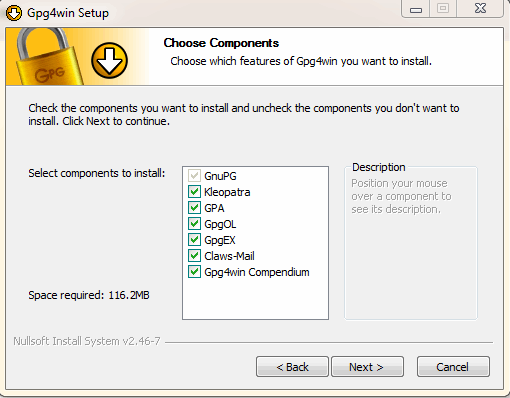 Gpg4win Setup
Choose Components
Choose which features of Gpg4win you want to install.
GPG
Check the components you want to install and uncheck the components you don't want to
install. Click Next to continue.
Select components to install:
GnuPG
Kleopatra
GPA
GpgOL
GpgEX
Claws-Mail
Gpg4win Compendium
Description
Position your mouse
over a component to
see its description.
Space required: 116.2MB
Nullsoft Install System v2.46-7
< Back
Next >
Cancel